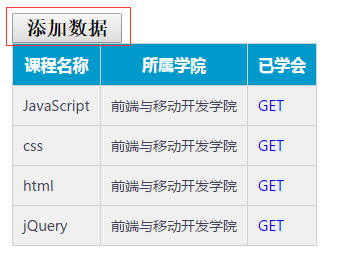 添加数据
课程名称 所属学院 已学会
JavaScript 前端与移动开发学院 GET
css 前端与移动开发学院 GET
html 前端与移动开发学院 GET
jQuery 前端与移动开发学院 GET